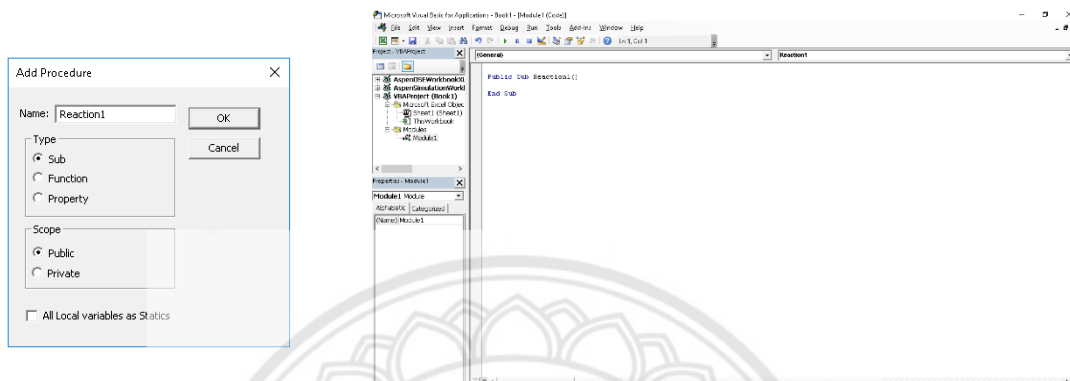 Add Procedure
Name: Reaction1
OK
Type
Cancel
Sub
Function
Property
Scope
Public
Private
All Local variables as Statics
Microsoft Visual Basic for Applications - Book1 - [Module1 (Code)]
File Edit View Insert Format Debug Run Tools Add-Ins Window Help
Ln 3, Col 1
Project - VBAProject
(General)
Reaction1
AspenOSEWorkbookXL
AspenSimulationWorkl
VBAProject (Book1)
Microsoft Excel Objec
Sheet1 (Sheet1)
ThisWorkbook
Modules
Module1
Public Sub Reaction1()
End Sub
Properties - Module1
Module1 Module
Alphabetic Categorized
(Name) Module1